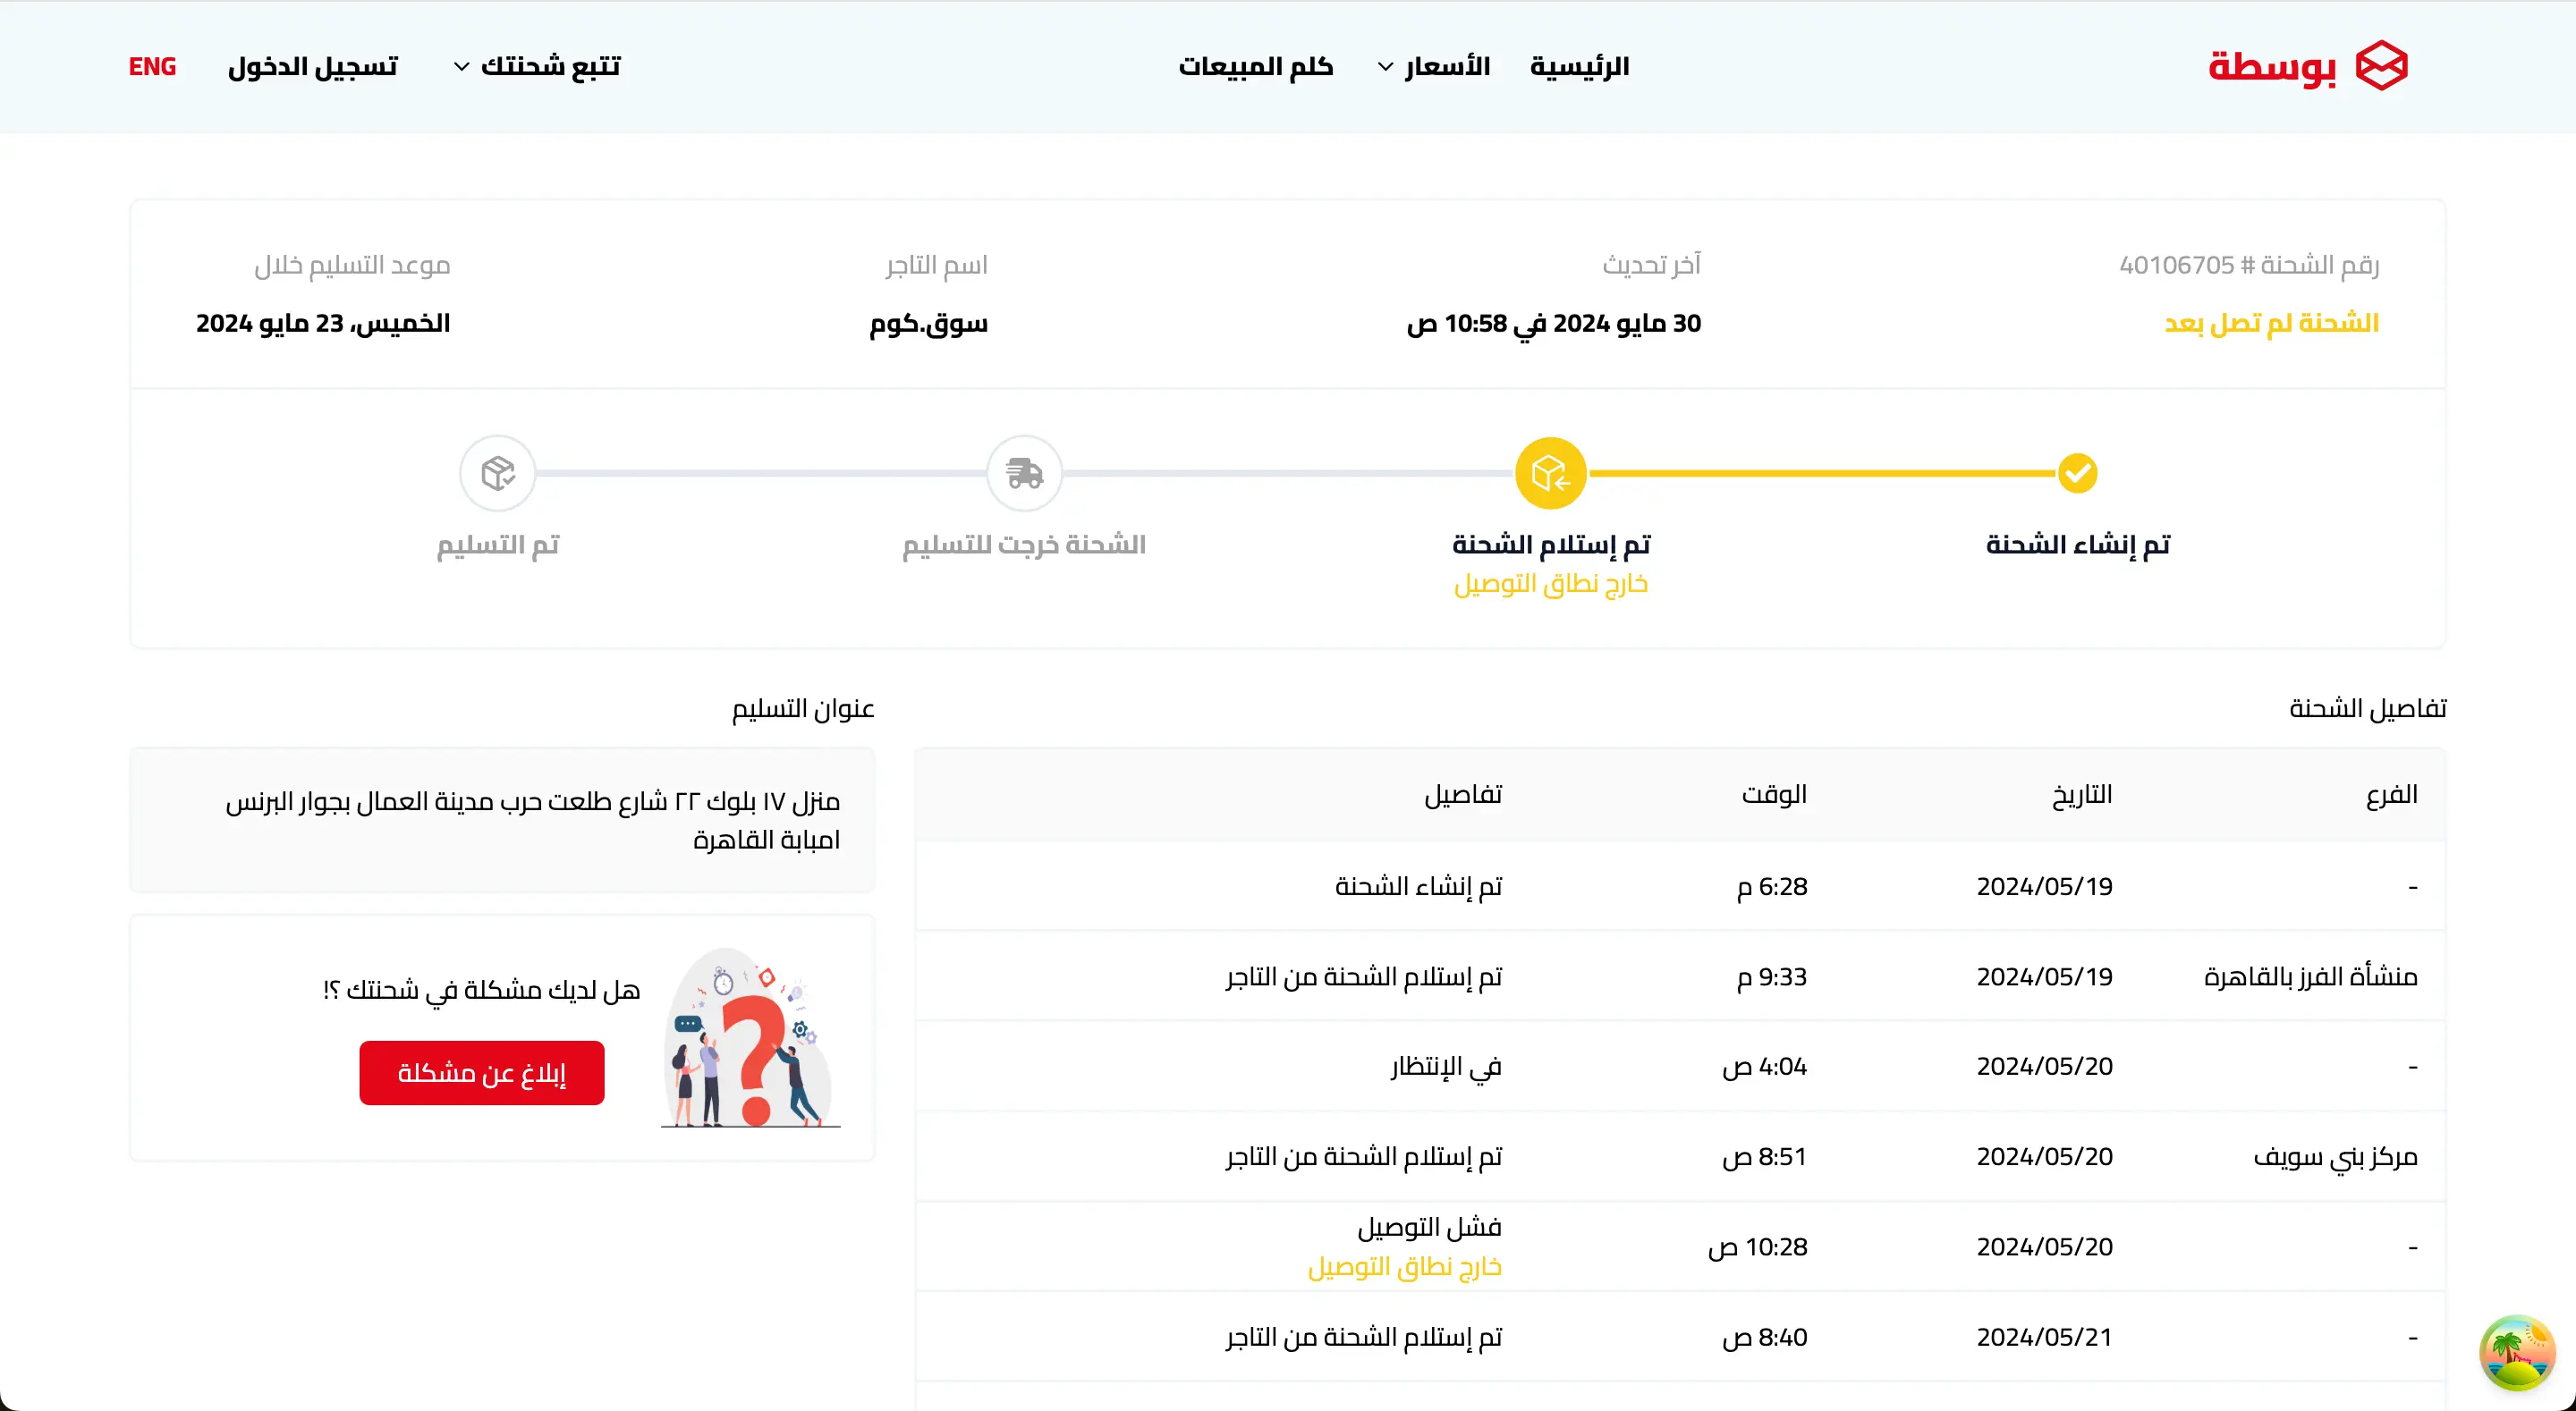 بوسطة
الرئيسية
الأسعار
كلم المبيعات
تتبع شحنتك
تسجيل الدخول
ENG
رقم الشحنة # 40106705
الشحنة لم تصل بعد
آخر تحديث
30 مايو 2024 في 10:58 ص
اسم التاجر
سوق.كوم
موعد التسليم خلال
الخميس، 23 مايو 2024
تم إنشاء الشحنة
تم إستلام الشحنة
خارج نطاق التوصيل
الشحنة خرجت للتسليم
تم التسليم
تفاصيل الشحنة
الفرع التاريخ الوقت تفاصيل
- 2024/05/19 6:28 م تم إنشاء الشحنة
منشأة الفرز بالقاهرة 2024/05/19 9:33 م تم إستلام الشحنة من التاجر
- 2024/05/20 4:04 ص في الإنتظار
مركز بني سويف 2024/05/20 8:51 ص تم إستلام الشحنة من التاجر
- 2024/05/20 10:28 ص فشل التوصيل
خارج نطاق التوصيل
- 2024/05/21 8:40 ص تم إستلام الشحنة من التاجر
عنوان التسليم
منزل ١٧ بلوك ٢٢ شارع طلعت حرب مدينة العمال بجوار البرنس
امبابة القاهرة
هل لديك مشكلة في شحنتك ؟!
إبلاغ عن مشكلة